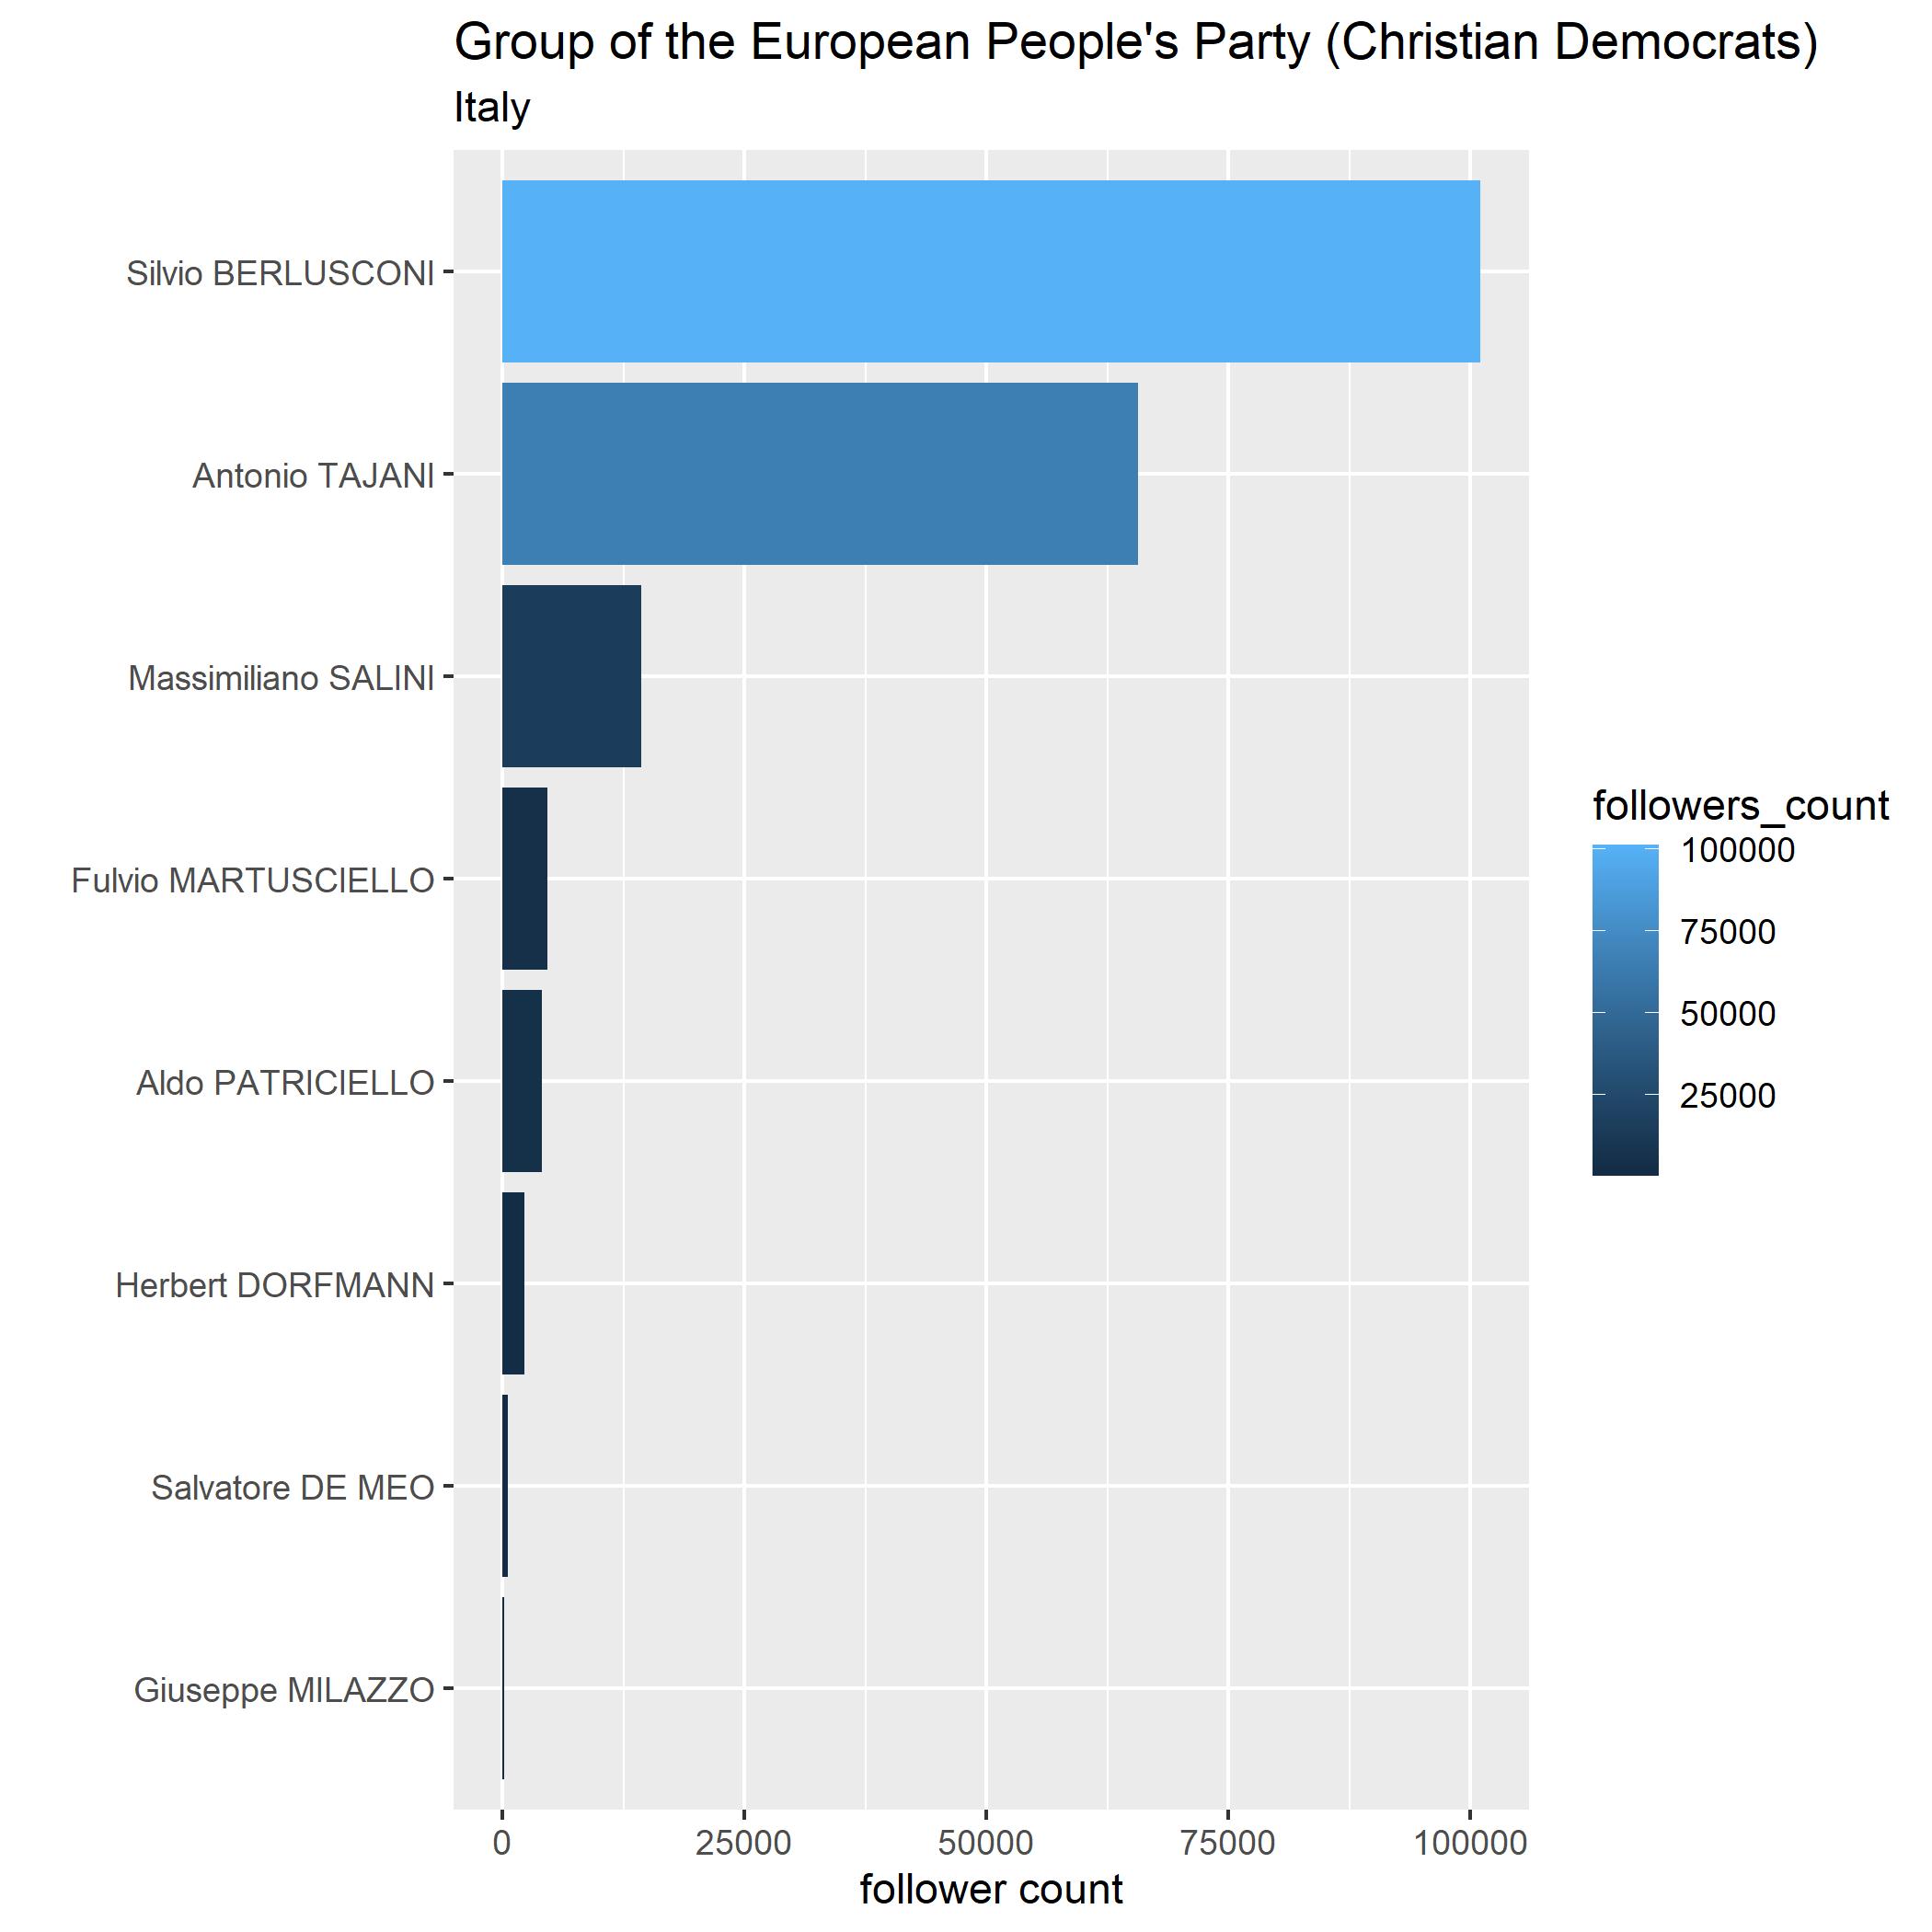 Group of the European People's Party (Christian Democrats)
Italy
Silvio BERLUSCONI
Antonio TAJANI
Massimiliano SALINI
Fulvio MARTUSCIELLO
Aldo PATRICIELLO
Herbert DORFMANN
Salvatore DE MEO
Giuseppe MILAZZO
0 25000 50000 75000 100000
follower count
followers_count
100000
75000
50000
25000